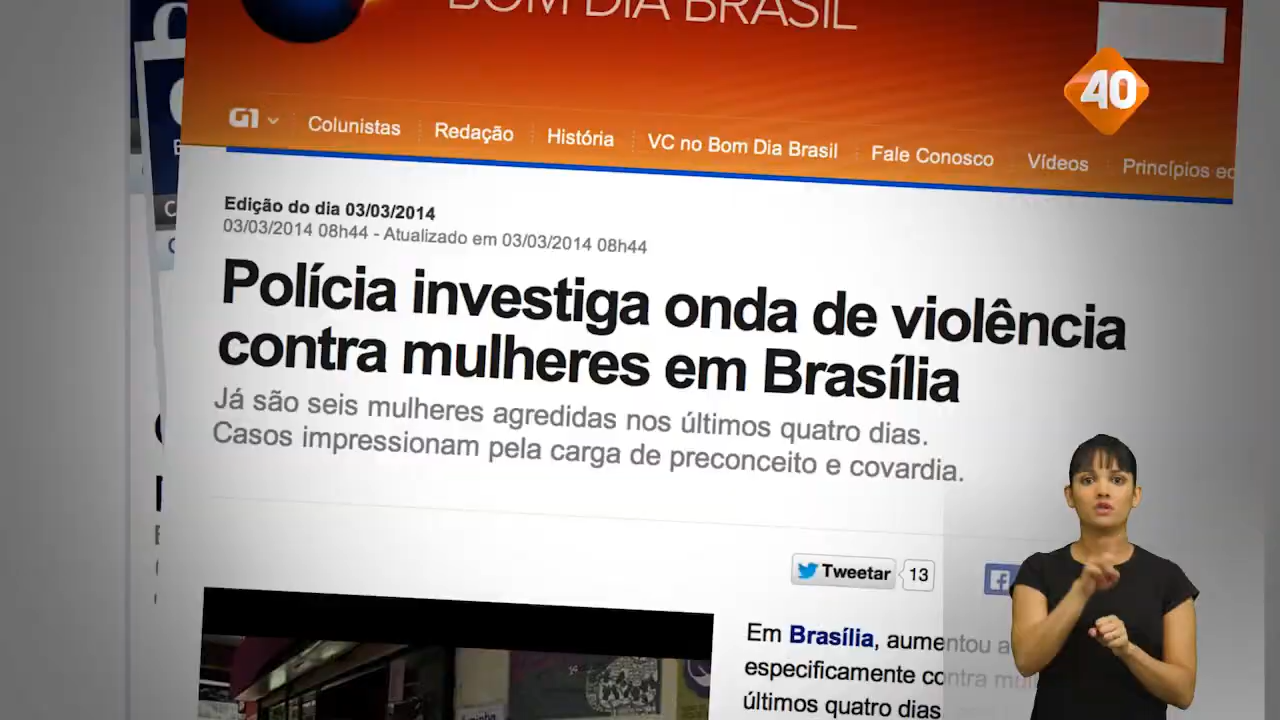 BOM DIA BRASIL
40
G1
Colunistas
Redação
História
VC no Bom Dia Brasil
Fale Conosco
Vídeos
Princípios
Edição do dia 03/03/2014
03/03/2014 08h44 - Atualizado em 03/03/2014 08h44
Polícia investiga onda de violência
contra mulheres em Brasília
Já são seis mulheres agredidas nos últimos quatro dias.
Casos impressionam pela carga de preconceito e covardia.
Tweetar
13
Em Brasília, aumentou a
especificamente contra
últimos quatro dias